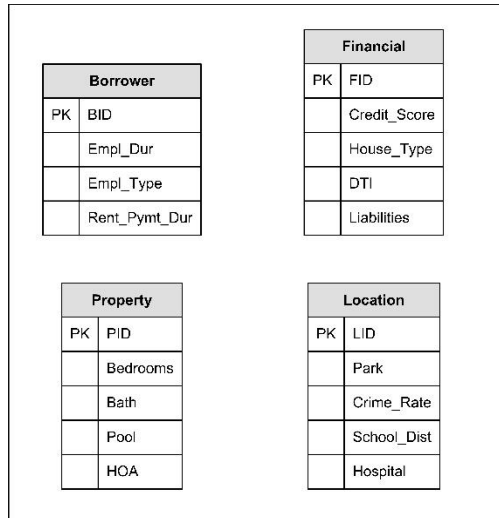 Borrower
PK BID
Empl_Dur
Empl_Type
Rent_Pymt_Dur
Financial
PK FID
Credit_Score
House_Type
DTI
Liabilities
Property
PK PID
Bedrooms
Bath
Pool
HOA
Location
PK LID
Park
Crime_Rate
School_Dist
Hospital